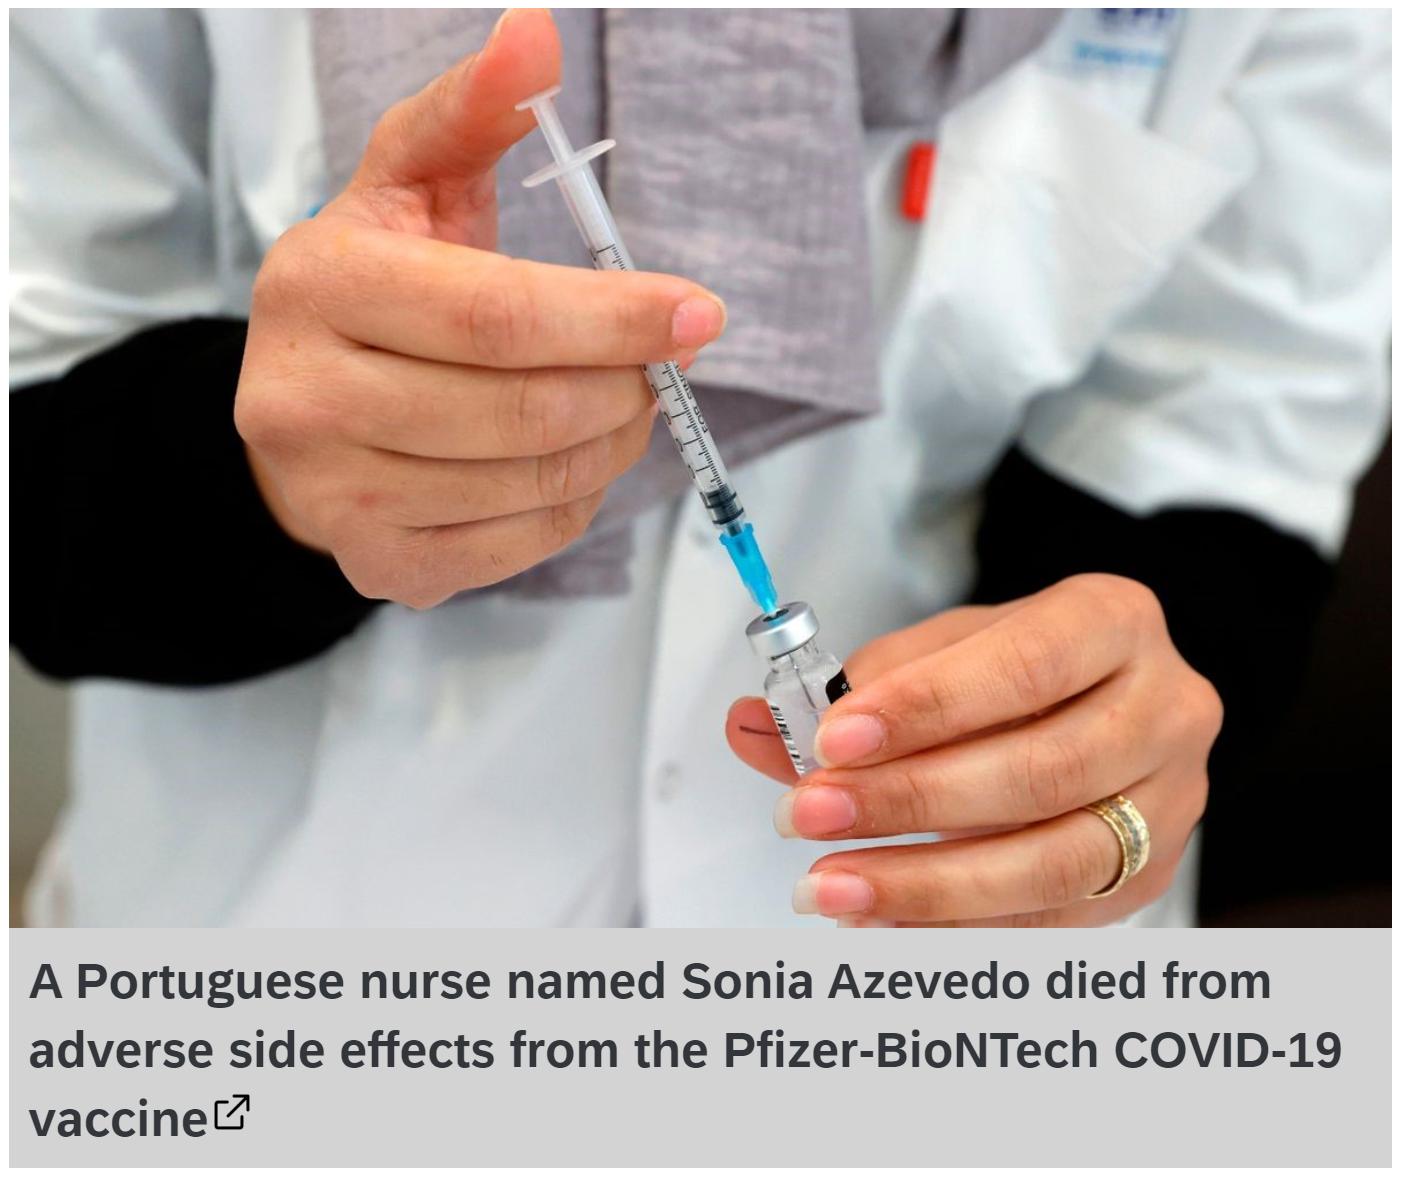 A Portuguese nurse named Sonia Azevedo died from
adverse side effects from the Pfizer-BioNTech COVID-19
vaccine